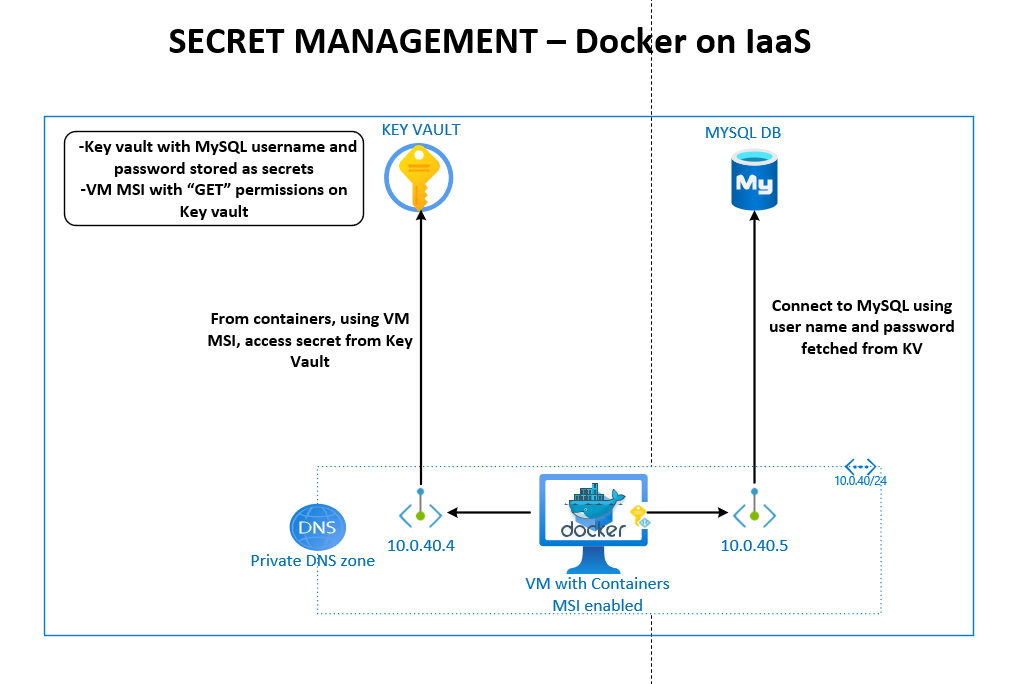 SECRET MANAGEMENT – Docker on IaaS
KEY VAULT
MYSQL DB
-Key vault with MySQL username and
password stored as secrets
-VM MSI with “GET” permissions on
Key vault
My
From containers, using VM
MSI, access secret from Key
Vault
Connect to MySQL using
user name and password
fetched from KV
10.0.40/24
DNS
docker
Private DNS zone
10.0.40.4
10.0.40.5
VM with Containers
MSI enabled